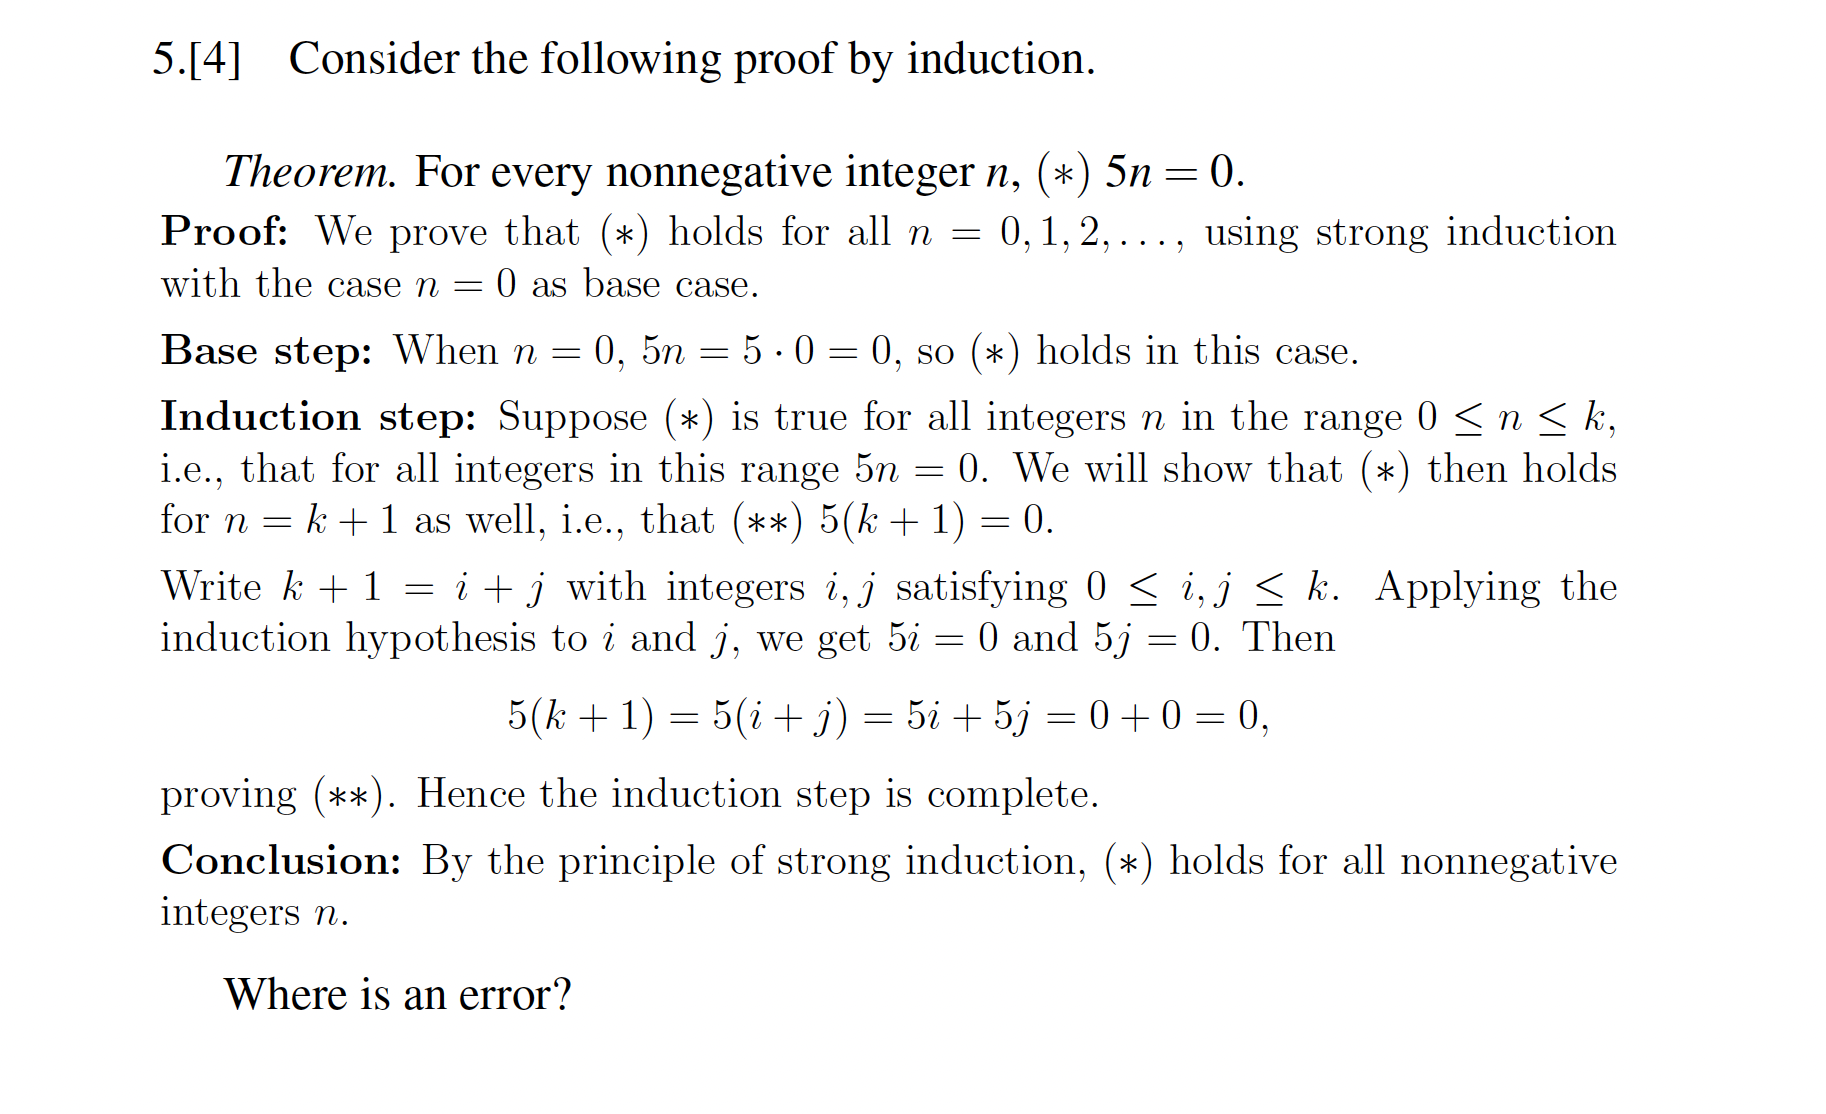 5.[4] Consider the following proof by induction.
Theorem. For every nonnegative integer n, (∗) 5n = 0.
Proof: We prove that (∗) holds for all n = 0, 1, 2, . . . , using strong induction
with the case n = 0 as base case.
Base step: When n = 0, 5n = 5 · 0 = 0, so (∗) holds in this case.
Induction step: Suppose (∗) is true for all integers n in the range 0 ≤ n ≤ k,
i.e., that for all integers in this range 5n = 0. We will show that (∗) then holds
for n = k + 1 as well, i.e., that (∗∗) 5(k + 1) = 0.
Write k + 1 = i + j with integers i, j satisfying 0 ≤ i, j ≤ k. Applying the
induction hypothesis to i and j, we get 5i = 0 and 5j = 0. Then
5(k + 1) = 5(i + j) = 5i + 5j = 0 + 0 = 0,
proving (∗∗). Hence the induction step is complete.
Conclusion: By the principle of strong induction, (∗) holds for all nonnegative
integers n.
Where is an error?